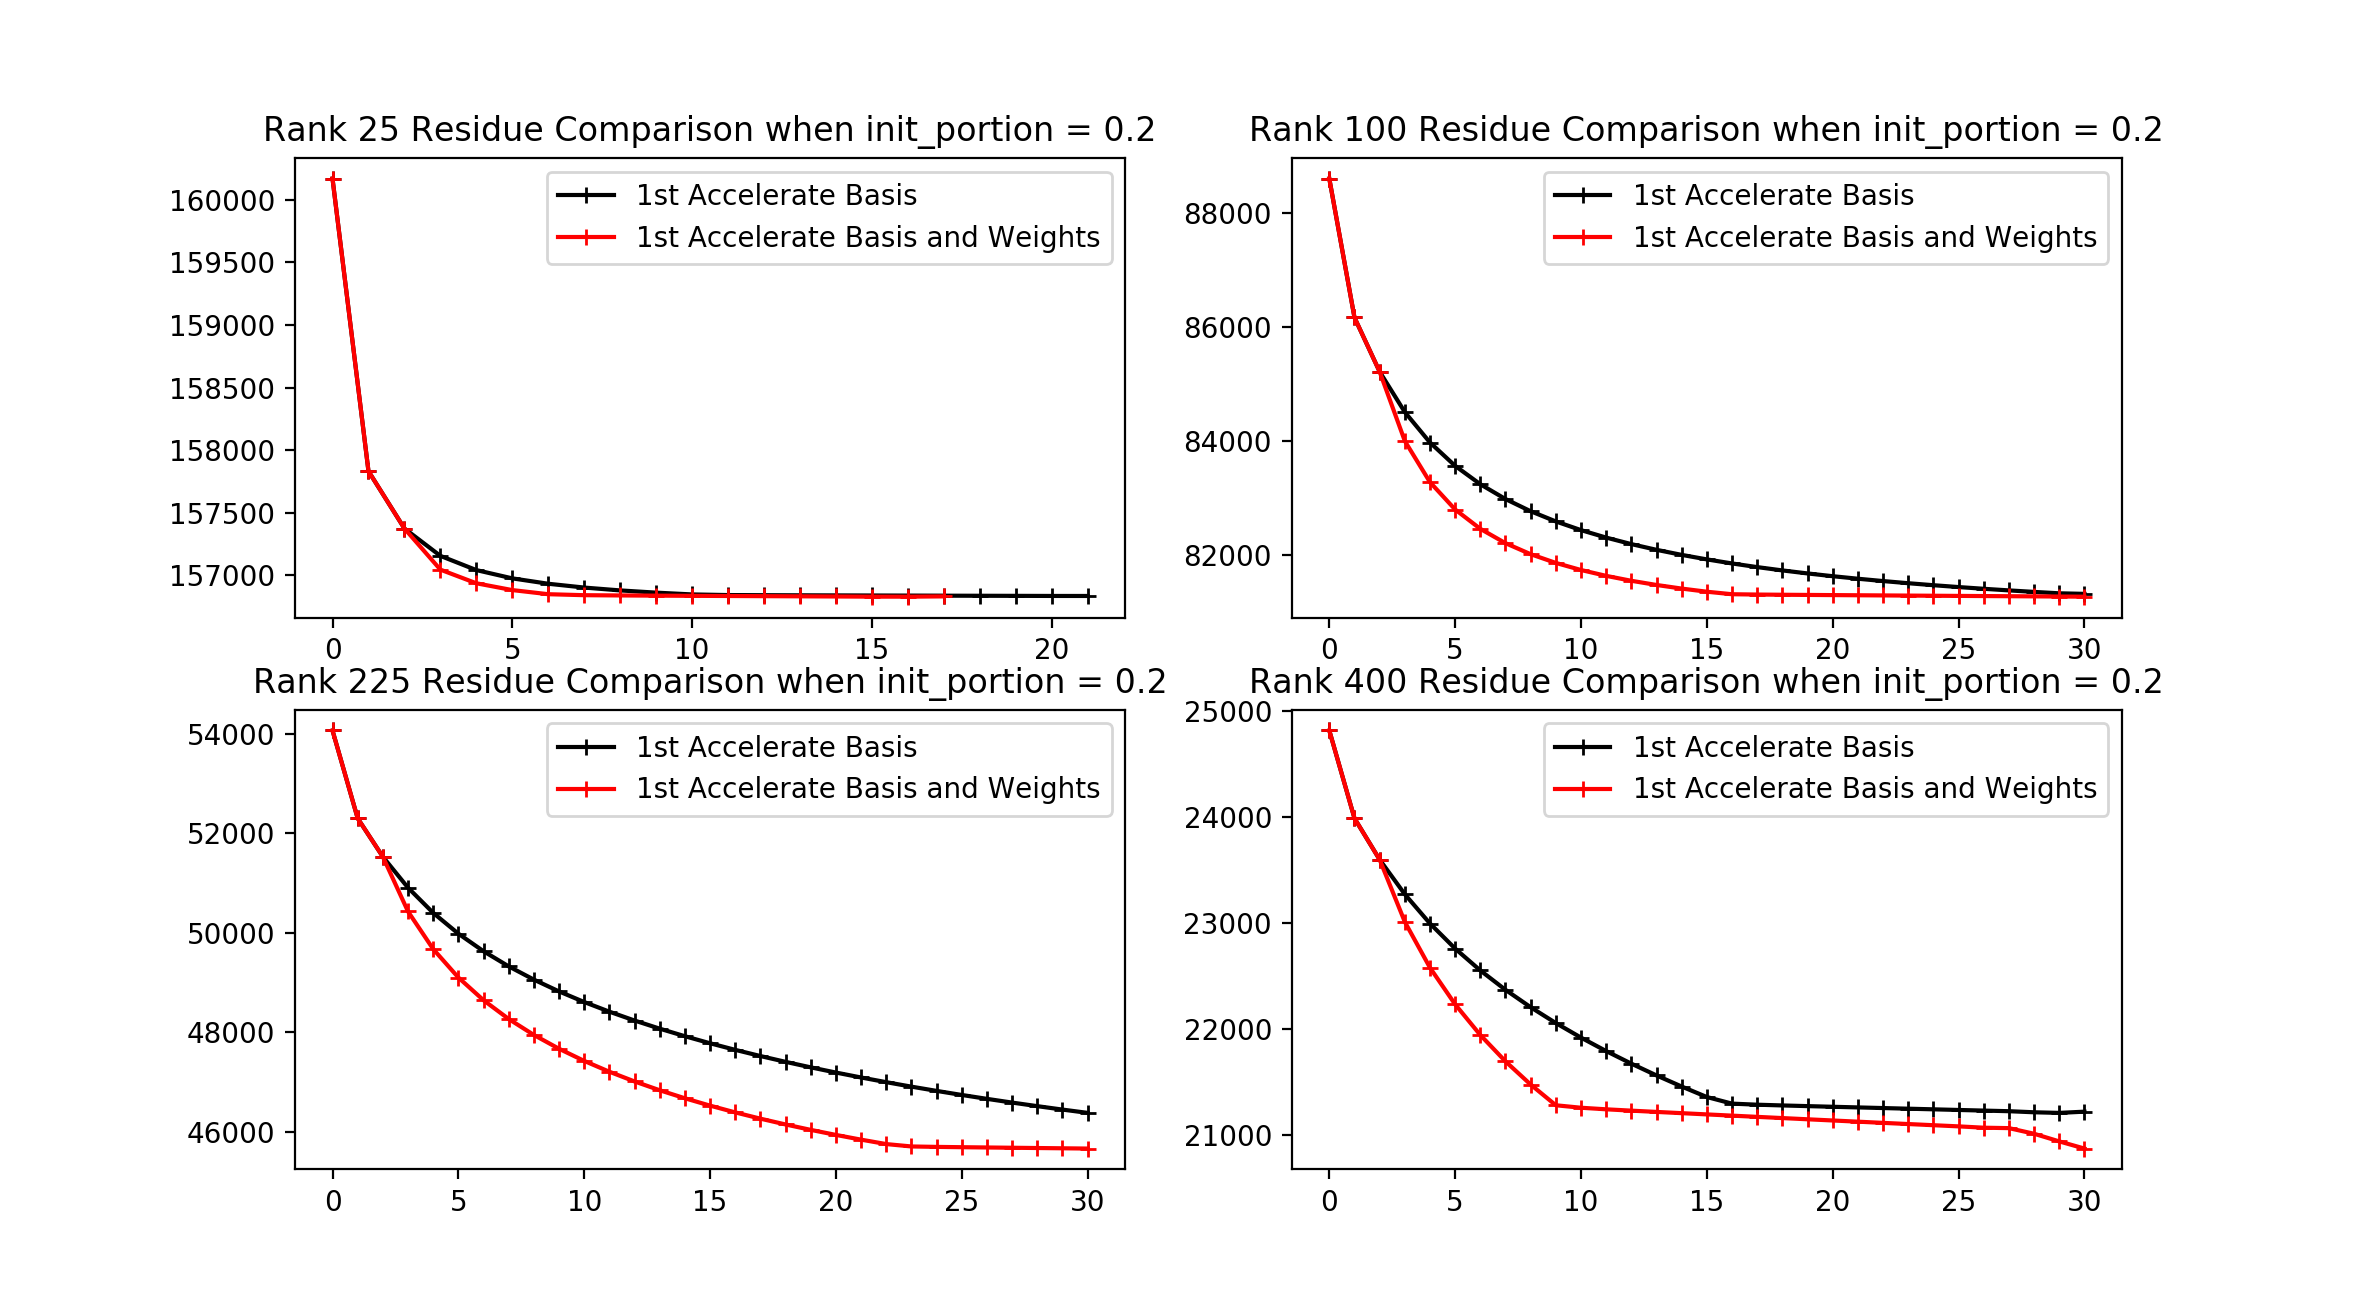 Rank 25 Residue Comparison when init_portion = 0.2
1st Accelerate Basis
1st Accelerate Basis and Weights
160000
159500
159000
158500
158000
157500
157000
0 5 10 15 20
Rank 100 Residue Comparison when init_portion = 0.2
1st Accelerate Basis
1st Accelerate Basis and Weights
88000
86000
84000
82000
0 5 10 15 20 25 30
Rank 225 Residue Comparison when init_portion = 0.2
1st Accelerate Basis
1st Accelerate Basis and Weights
54000
52000
50000
48000
46000
0 5 10 15 20 25 30
Rank 400 Residue Comparison when init_portion = 0.2
1st Accelerate Basis
1st Accelerate Basis and Weights
25000
24000
23000
22000
21000
0 5 10 15 20 25 30